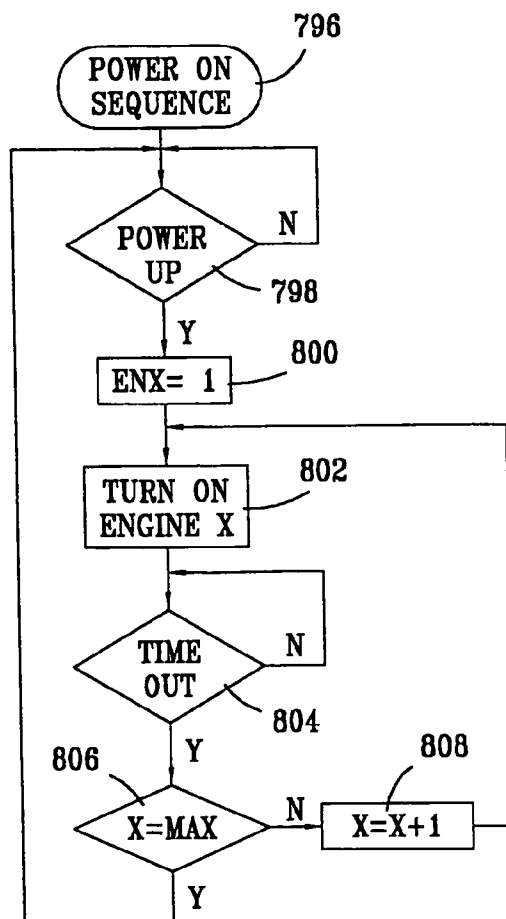 796
POWER ON
SEQUENCE
N
POWER
UP
798
Y
800
ENX= 1
802
TURN ON
ENGINE X
N
TIME
OUT
804
Y
806
808
X=MAX
N
X=X+1
Y